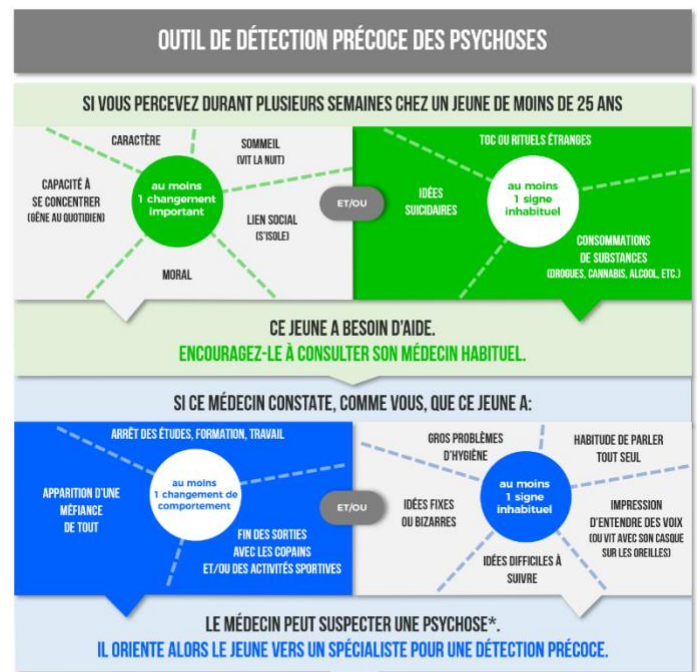 OUTIL DE DÉTECTION PRÉCOCE DES PSYCHOSES
SI VOUS PERCEVEZ DURANT PLUSIEURS SEMAINES CHEZ UN JEUNE DE MOINS DE 25 ANS
CARACTÈRE
SOMMEIL
(VIT LA NUIT)
CAPACITÉ À
SE CONCENTRER
(GÊNE AU QUOTIDIEN)
au moins
1 changement
important
LIEN SOCIAL
(S'ISOLE)
MORAL
ET/OU
TOC OU RITUELS ÉTRANGES
IDÉES
SUICIDAIRES
au moins
1 signe
inhabituel
CONSOMMATIONS
DE SUBSTANCES
(DROGUES, CANNABIS, ALCOOL, ETC.)
CE JEUNE A BESOIN D'AIDE.
ENCOURAGEZ-LE À CONSULTER SON MÉDECIN HABITUEL.
SI CE MÉDECIN CONSTATE, COMME VOUS, QUE CE JEUNE A:
ARRÊT DES ÉTUDES, FORMATION, TRAVAIL
APPARITION D'UNE
MÉFIANCE
DE TOUT
au moins
1 changement de
comportement
FIN DES SORTIES
AVEC LES COPAINS
ET/OU DES ACTIVITÉS SPORTIVES
ET/OU
GROS PROBLÈMES
D'HYGIÈNE
HABITUDE DE PARLER
TOUT SEUL
IDÉES FIXES
OU BIZARRES
au moins
1 signe
inhabituel
IMPRESSION
D'ENTENDRE DES VOIX
(OU VIT AVEC SON CASQUE
SUR LES OREILLES)
IDÉES DIFFICILES À
SUIVRE
LE MÉDECIN PEUT SUSPECTER UNE PSYCHOSE*.
IL ORIENTE ALORS LE JEUNE VERS UN SPÉCIALISTE POUR UNE DÉTECTION PRÉCOCE.